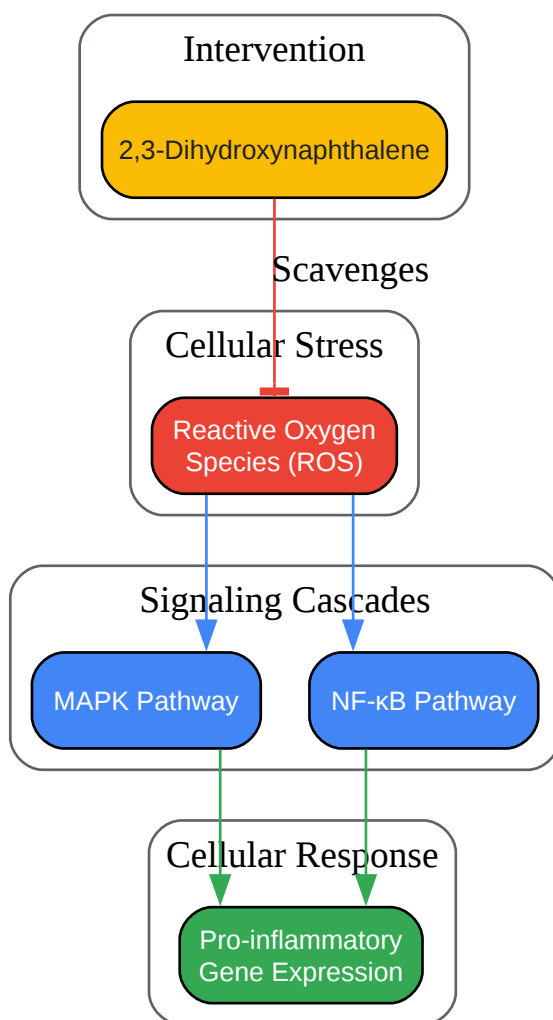 Intervention
2,3-Dihydroxynaphthalene
Scavenges
Cellular Stress
Reactive Oxygen
Species (ROS)
Signaling Cascades
MAPK Pathway
NF-κB Pathway
Cellular Response
Pro-inflammatory
Gene Expression